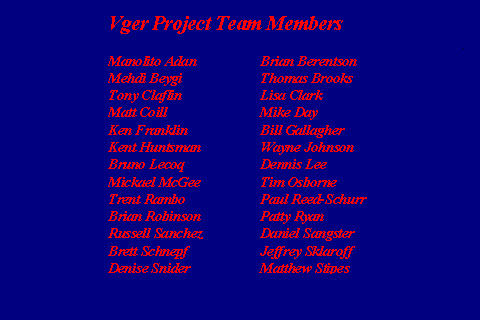 Vger Project Team Members
Manolito Adan Brian Berentson
Mehdi Beygi Thomas Brooks
Tony Claflin Lisa Clark
Matt Coill Mike Day
Ken Franklin Bill Gallagher
Kent Huntsman Wayne Johnson
Bruno Lecoq Dennis Lee
Mickael McGee Tim Osborne
Trent Rambo Paul Reed-Schurr
Brian Robinson Patty Ryan
Russell Sanchez Daniel Sangster
Brett Schnepf Jeffrey Sklaroff
Denise Snider Matthew Stipes